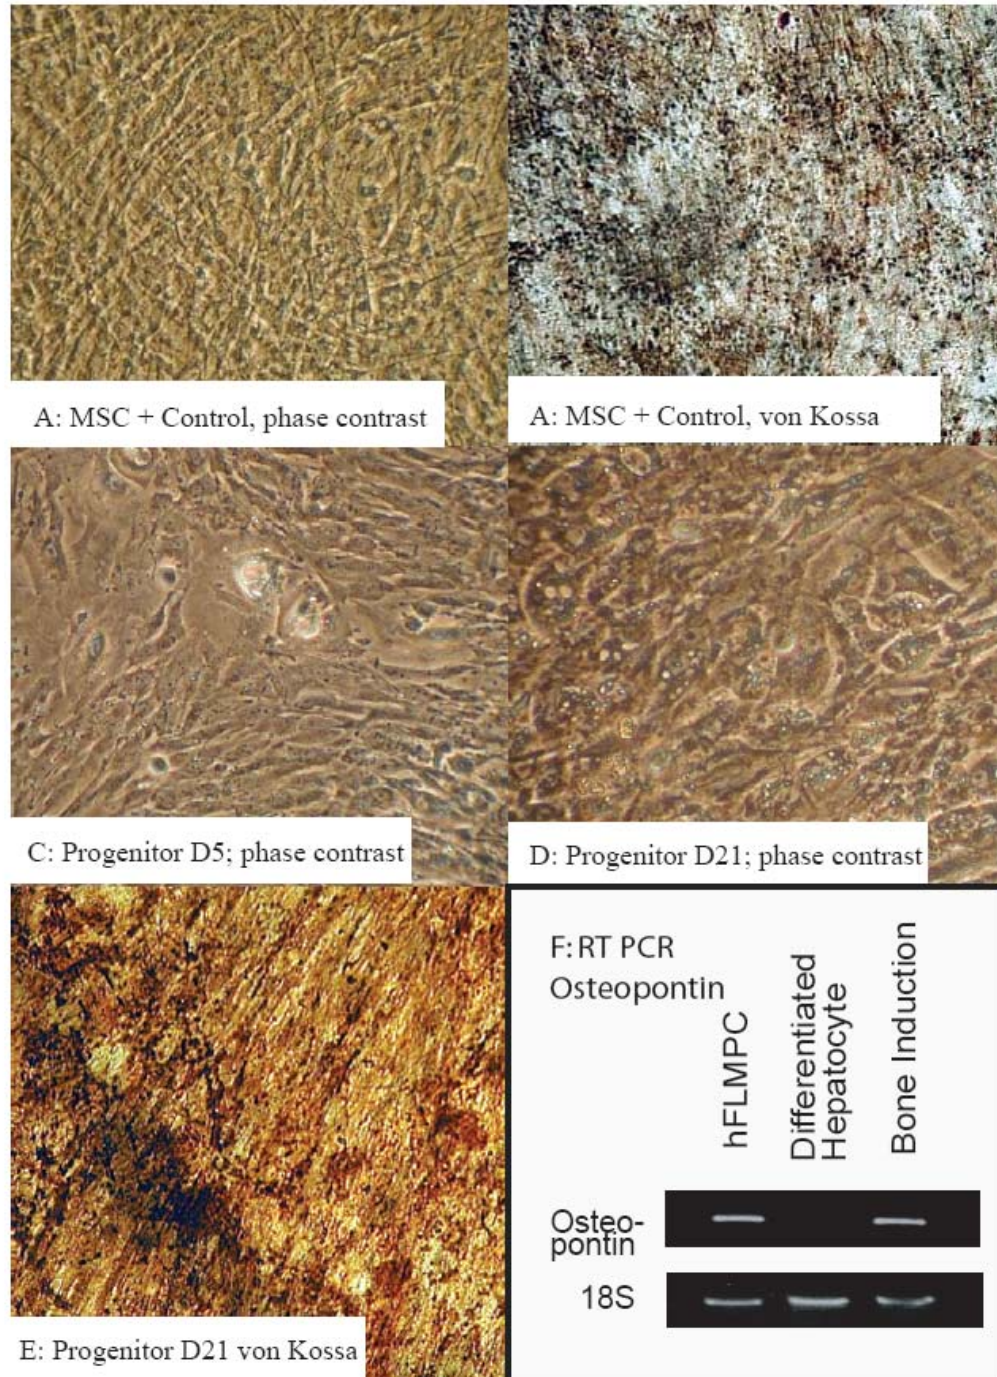 A: MSC + Control, phase contrast
A: MSC + Control, von Kossa
C: Progenitor D5; phase contrast
D: Progenitor D21; phase contrast
E: Progenitor D21 von Kossa
F: RT PCR
Osteopontin
hFLMPC
Differentiated
Hepatocyte
Bone Induction
Osteo-
pontin
18S